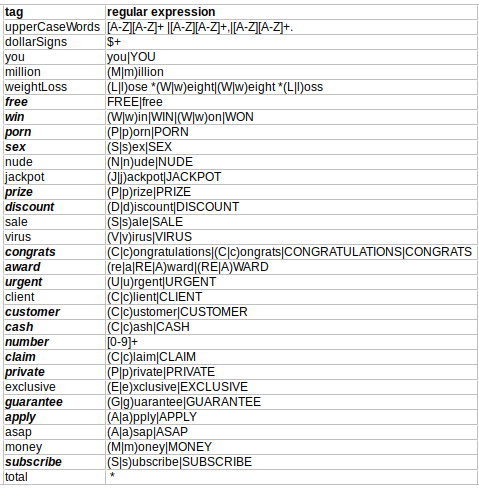 tag regular expression
upperCaseWords [A-Z][A-Z]+ |[A-Z][A-Z]+,|[A-Z][A-Z]+.
dollarSigns $+
you you|YOU
million (M|m)illion
weightLoss (L|l)ose *(W|w)eight|(W|w)eight *(L|l)oss
free FREE|free
win (W|w)in|WIN|(W|w)on|WON
porn (P|p)orn|PORN
sex (S|s)ex|SEX
nude (N|n)ude|NUDE
jackpot (J|j)ackpot|JACKPOT
prize (P|p)rize|PRIZE
discount (D|d)iscount|DISCOUNT
sale (S|s)ale|SALE
virus (V|v)irus|VIRUS
congrats (C|c)ongratulations|(C|c)ongrats|CONGRATULATIONS|CONGRATS
award (re|a|RE|A)ward|(RE|A)WARD
urgent (U|u)rgent|URGENT
client (C|c)lient|CLIENT
customer (C|c)ustomer|CUSTOMER
cash (C|c)ash|CASH
number [0-9]+
claim (C|c)laim|CLAIM
private (P|p)rivate|PRIVATE
exclusive (E|e)xclusive|EXCLUSIVE
guarantee (G|g)uarantee|GUARANTEE
apply (A|a)pply|APPLY
asap (A|a)sap|ASAP
money (M|m)oney|MONEY
subscribe (S|s)ubscribe|SUBSCRIBE
total *